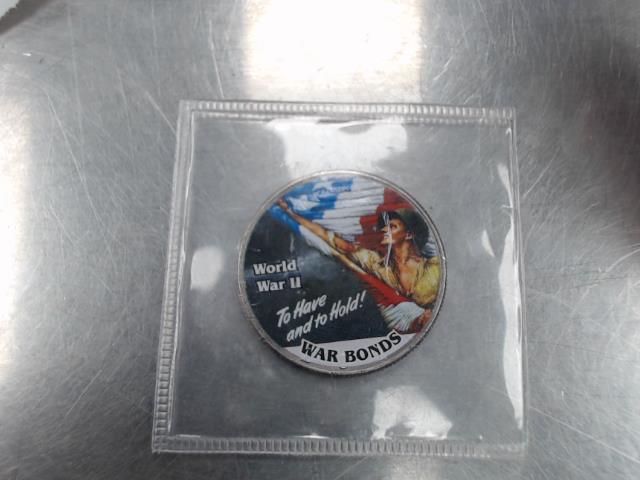 World
War II
To Have
and to Hold!
WAR BONDS